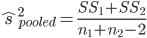 ŝ²pooled = (SS₁ + SS₂) / (n₁ + n₂ − 2)